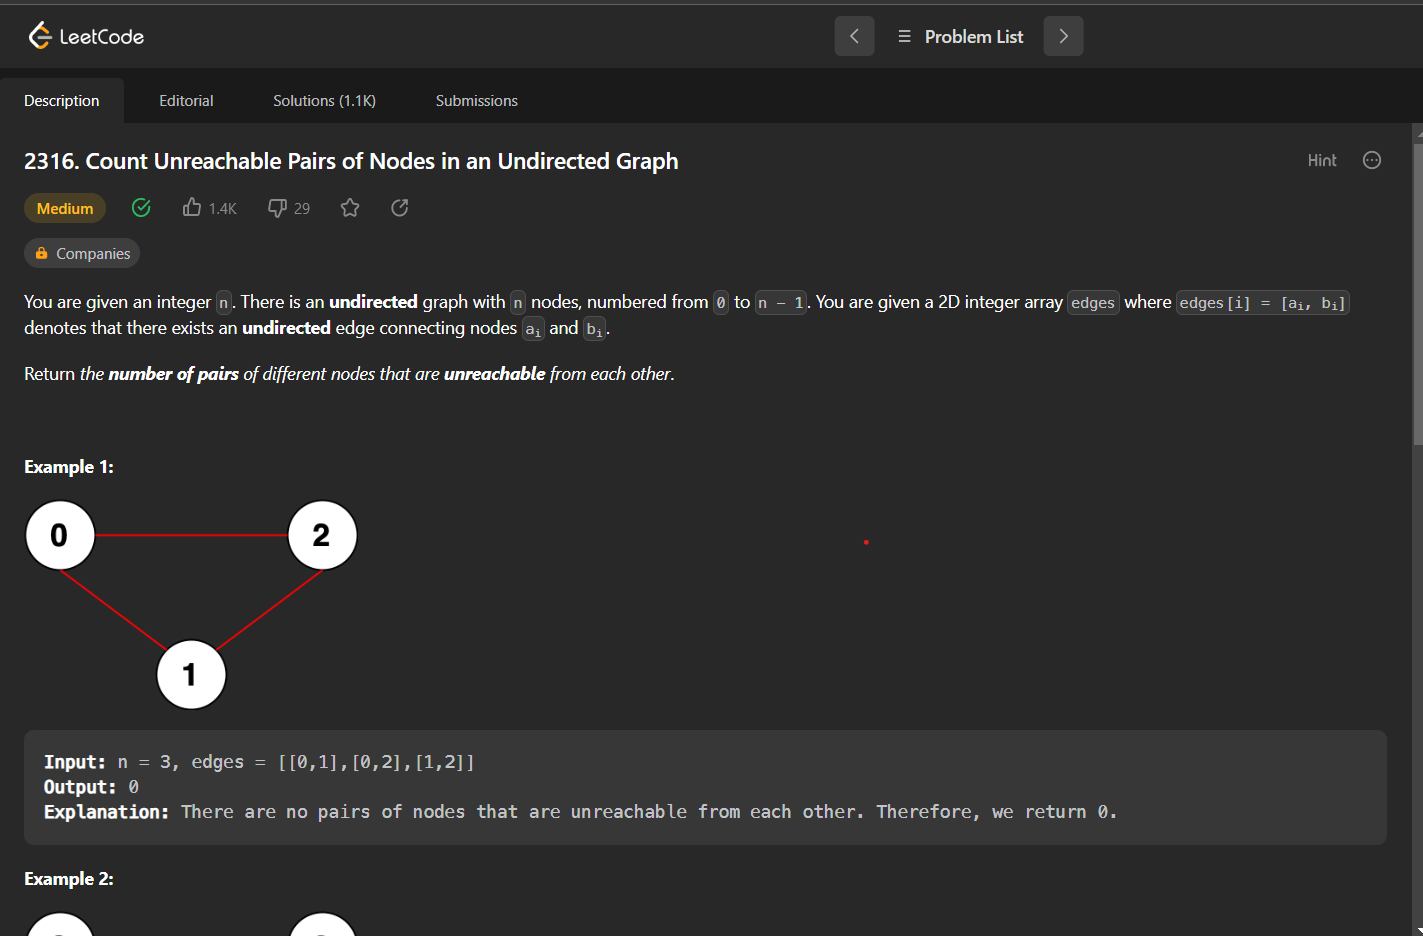 LeetCode
Problem List
Description Editorial Solutions (1.1K) Submissions
2316. Count Unreachable Pairs of Nodes in an Undirected Graph
Hint
Medium 1.4K 29
Companies
You are given an integer n. There is an undirected graph with n nodes, numbered from 0 to n - 1. You are given a 2D integer array edges where edges[i] = [aᵢ, bᵢ]
denotes that there exists an undirected edge connecting nodes aᵢ and bᵢ.
Return the number of pairs of different nodes that are unreachable from each other.
Example 1:
0 2
1
Input: n = 3, edges = [[0,1],[0,2],[1,2]]
Output: 0
Explanation: There are no pairs of nodes that are unreachable from each other. Therefore, we return 0.
Example 2: